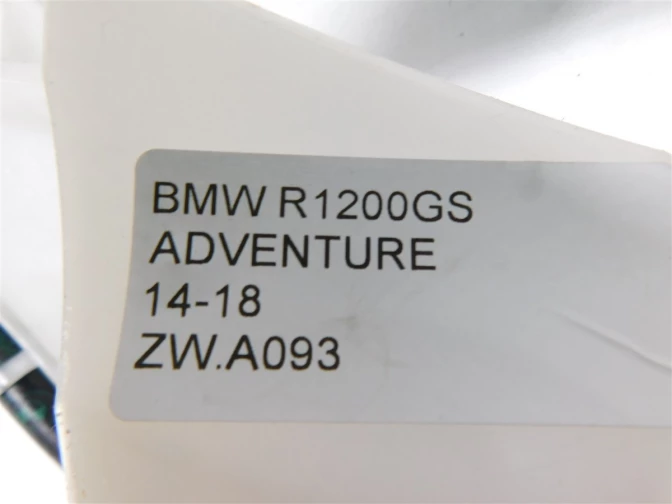 BMW R1200GS
ADVENTURE
14-18
ZW.A093